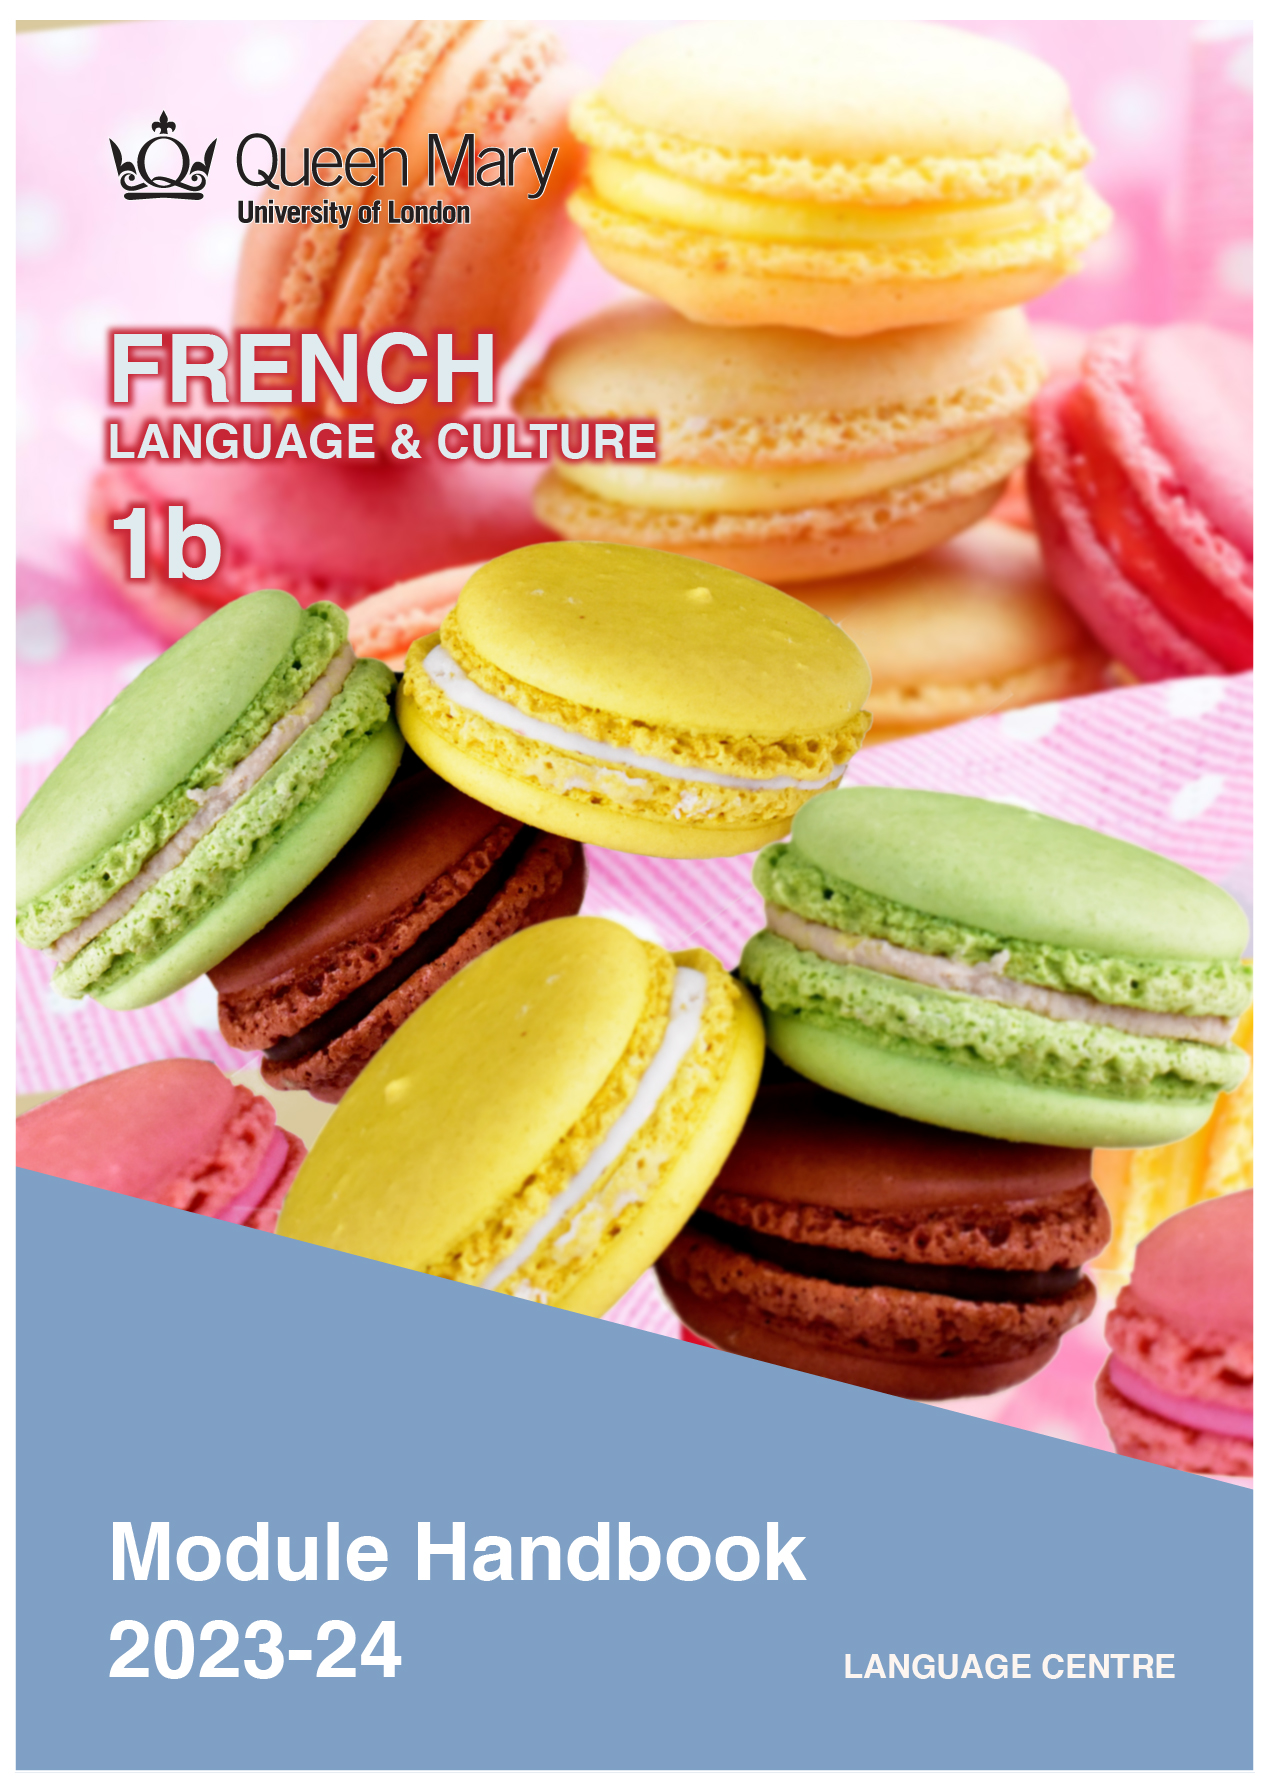 Queen Mary
University of London
FRENCH
LANGUAGE & CULTURE
1b
Module Handbook
2023-24
LANGUAGE CENTRE